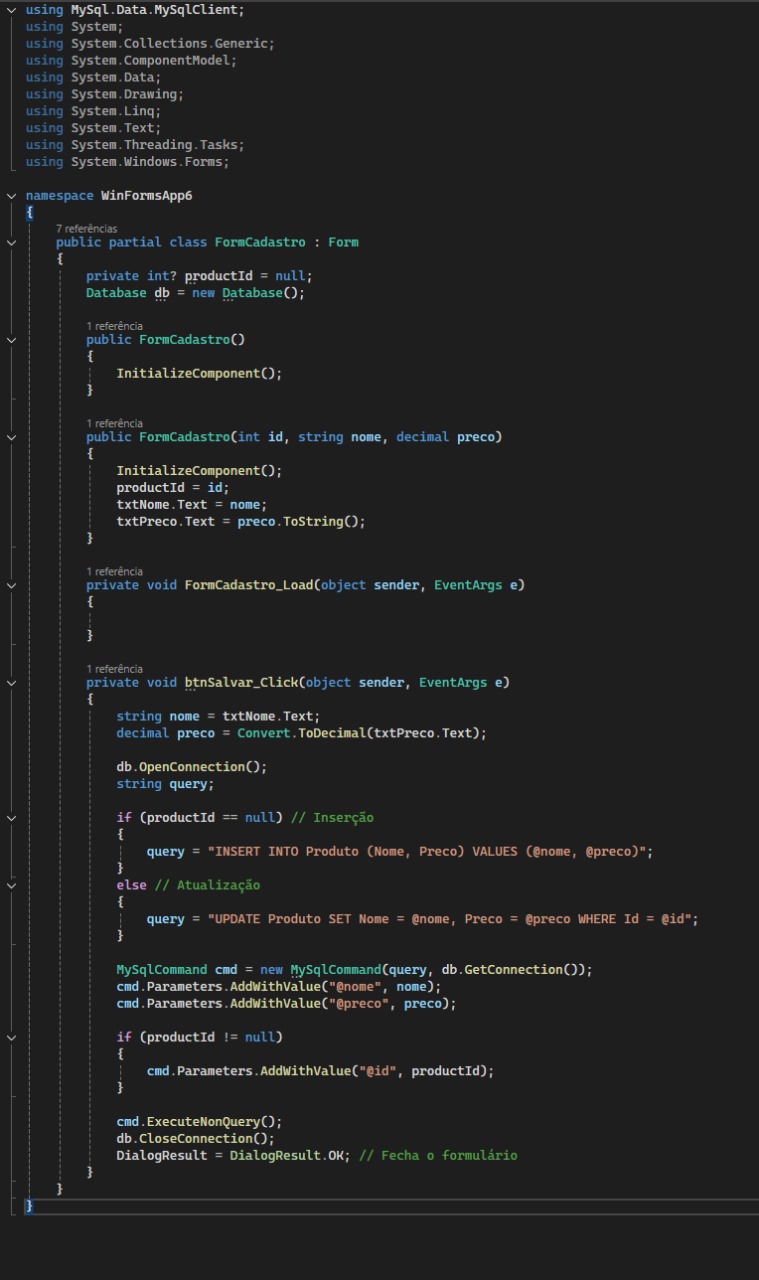 using MySql.Data.MySqlClient;
using System;
using System.Collections.Generic;
using System.ComponentModel;
using System.Data;
using System.Drawing;
using System.Linq;
using System.Text;
using System.Threading.Tasks;
using System.Windows.Forms;
namespace WinFormsApp6
{
7 referências
public partial class FormCadastro : Form
{
private int? productId = null;
Database db = new Database();
1 referência
public FormCadastro()
{
InitializeComponent();
}
1 referência
public FormCadastro(int id, string nome, decimal preco)
{
InitializeComponent();
productId = id;
txtNome.Text = nome;
txtPreco.Text = preco.ToString();
}
1 referência
private void FormCadastro_Load(object sender, EventArgs e)
{
}
1 referência
private void btnSalvar_Click(object sender, EventArgs e)
{
string nome = txtNome.Text;
decimal preco = Convert.ToDecimal(txtPreco.Text);
db.OpenConnection();
string query;
if (productId == null) // Inserção
{
query = "INSERT INTO Produto (Nome, Preco) VALUES (@nome, @preco)";
}
else // Atualização
{
query = "UPDATE Produto SET Nome = @nome, Preco = @preco WHERE Id = @id";
}
MySqlCommand cmd = new MySqlCommand(query, db.GetConnection());
cmd.Parameters.AddWithValue("@nome", nome);
cmd.Parameters.AddWithValue("@preco", preco);
if (productId != null)
{
cmd.Parameters.AddWithValue("@id", productId);
}
cmd.ExecuteNonQuery();
db.CloseConnection();
DialogResult = DialogResult.OK; // Fecha o formulário
}
}
}